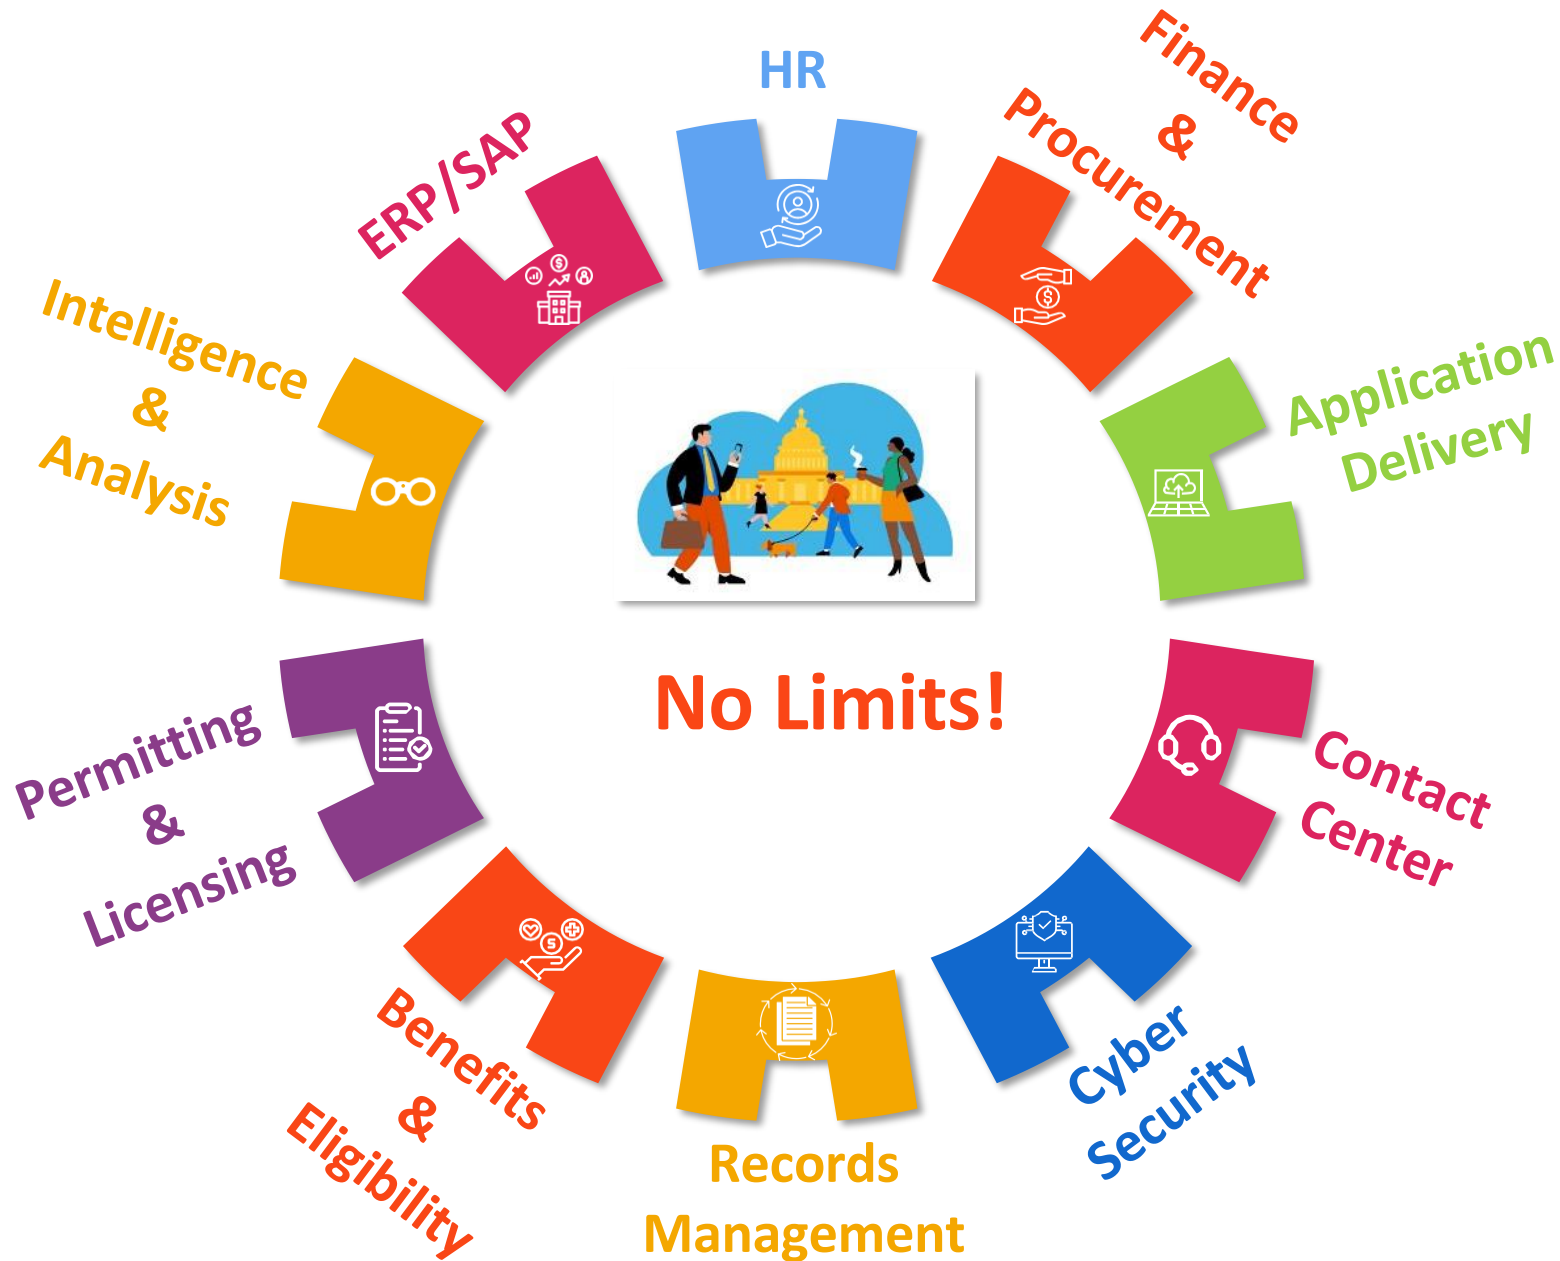 HR
Finance
&
Procurement
Application
Delivery
Contact
Center
Cyber
Security
Records
Management
Benefits
&
Eligibility
Permitting
&
Licensing
Intelligence
&
Analysis
ERP/SAP
No Limits!